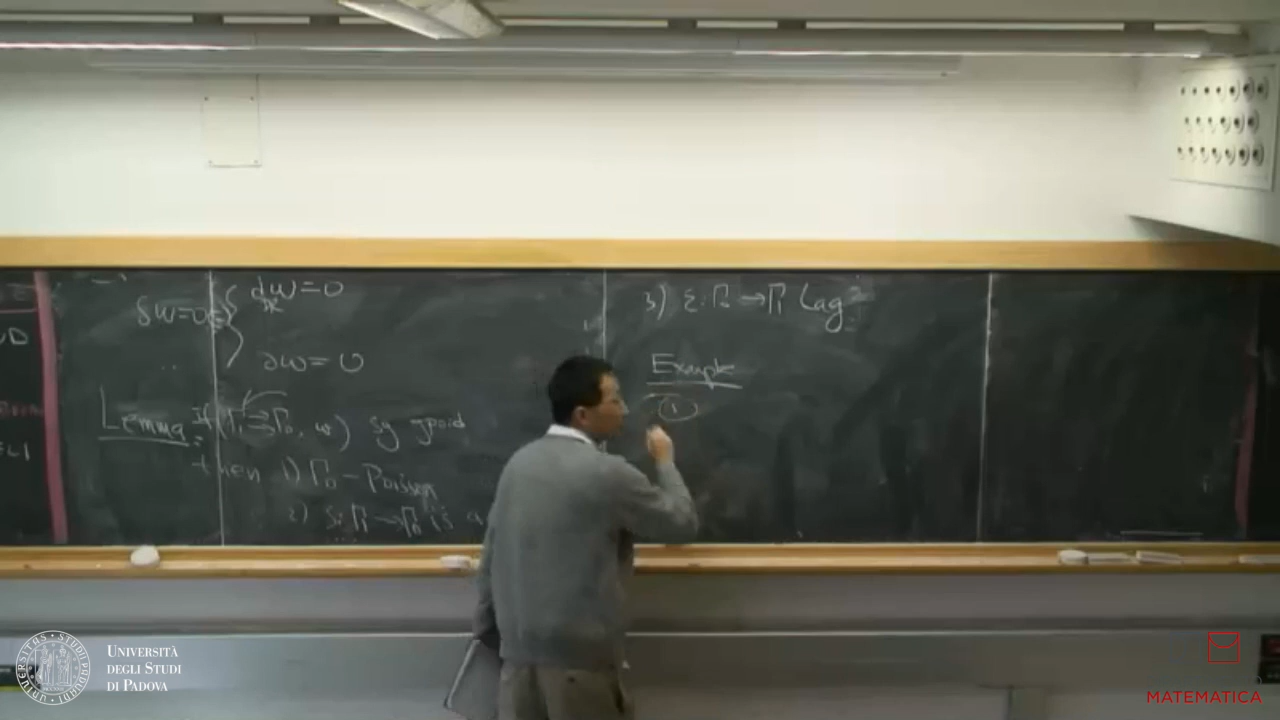 δω=0 ⇔ { dω=0
∂ω=0
Lemma: If (Γ₁ ⇉ Γ₀, ω) sy gpoid
then 1) Γ₀ - Poisson
2) s: Γ₁ → Γ₀ is a
3) ε: Γ₀ → Γ₁ Lag
Example
①
UNIVERSITÀ
DEGLI STUDI
DI PADOVA
MATEMATICA